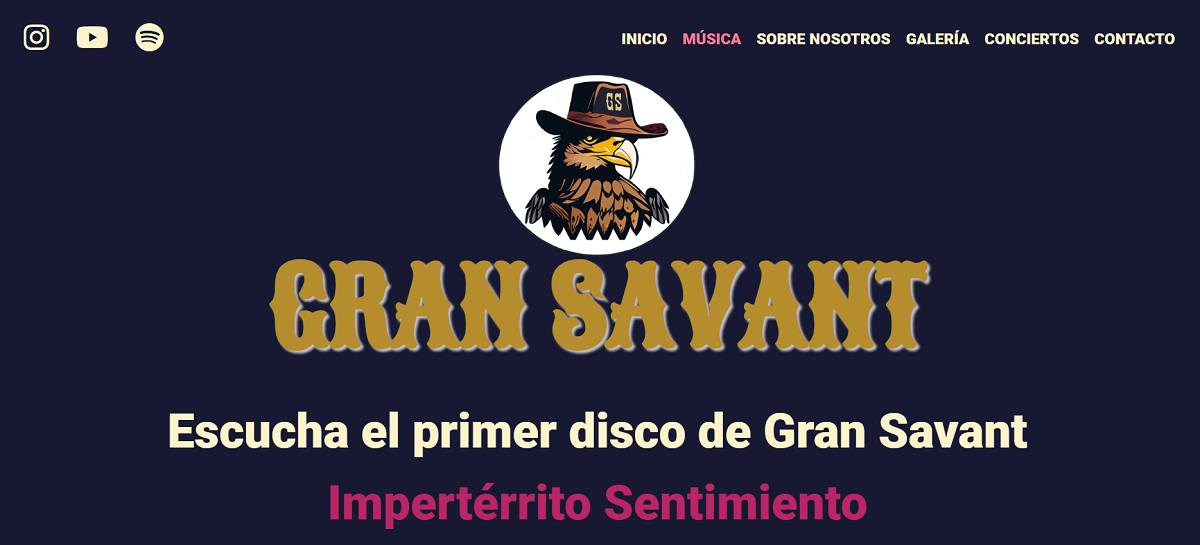 INICIO MÚSICA SOBRE NOSOTROS GALERÍA CONCIERTOS CONTACTO
GS
GRAN SAVANT
Escucha el primer disco de Gran Savant
Impertérrito Sentimiento